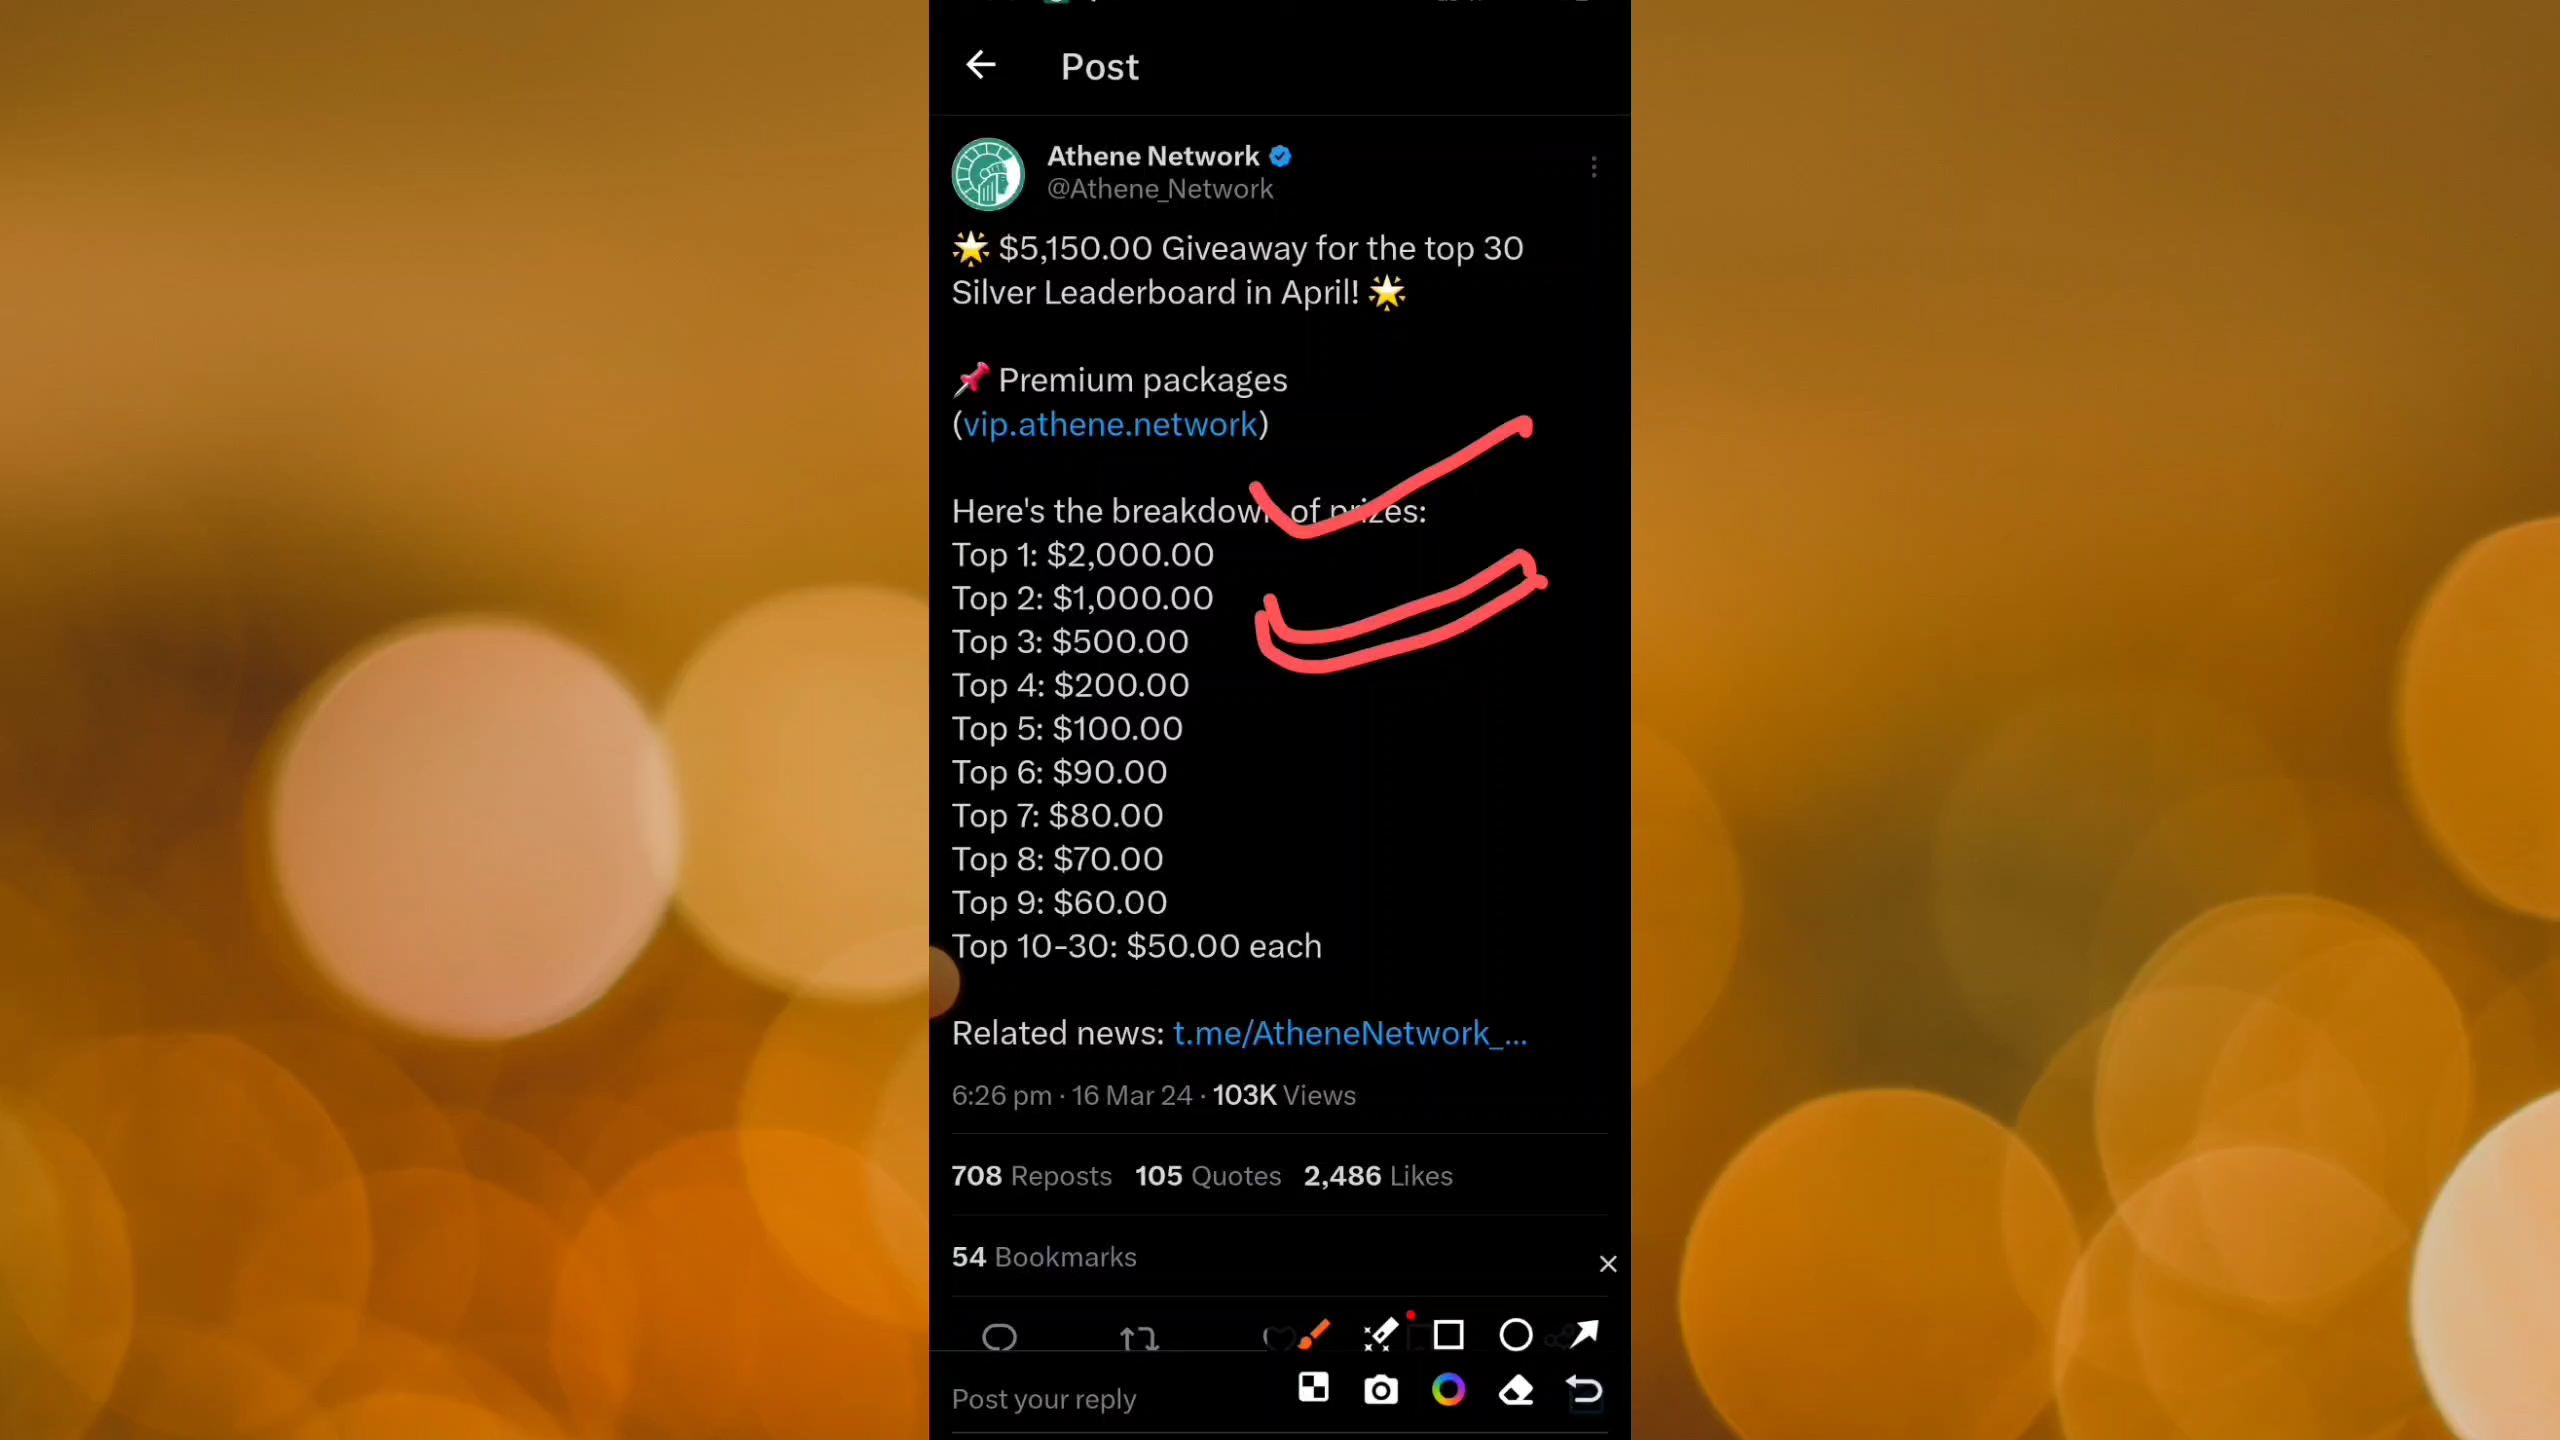 Post
Athene Network
@Athene_Network
🌟 $5,150.00 Giveaway for the top 30
Silver Leaderboard in April! 🌟
📌 Premium packages
(vip.athene.network)
Here's the breakdown of prizes:
Top 1: $2,000.00
Top 2: $1,000.00
Top 3: $500.00
Top 4: $200.00
Top 5: $100.00
Top 6: $90.00
Top 7: $80.00
Top 8: $70.00
Top 9: $60.00
Top 10-30: $50.00 each
Related news: t.me/AtheneNetwork_...
6:26 pm · 16 Mar 24 · 103K Views
708 Reposts 105 Quotes 2,486 Likes
54 Bookmarks
Post your reply